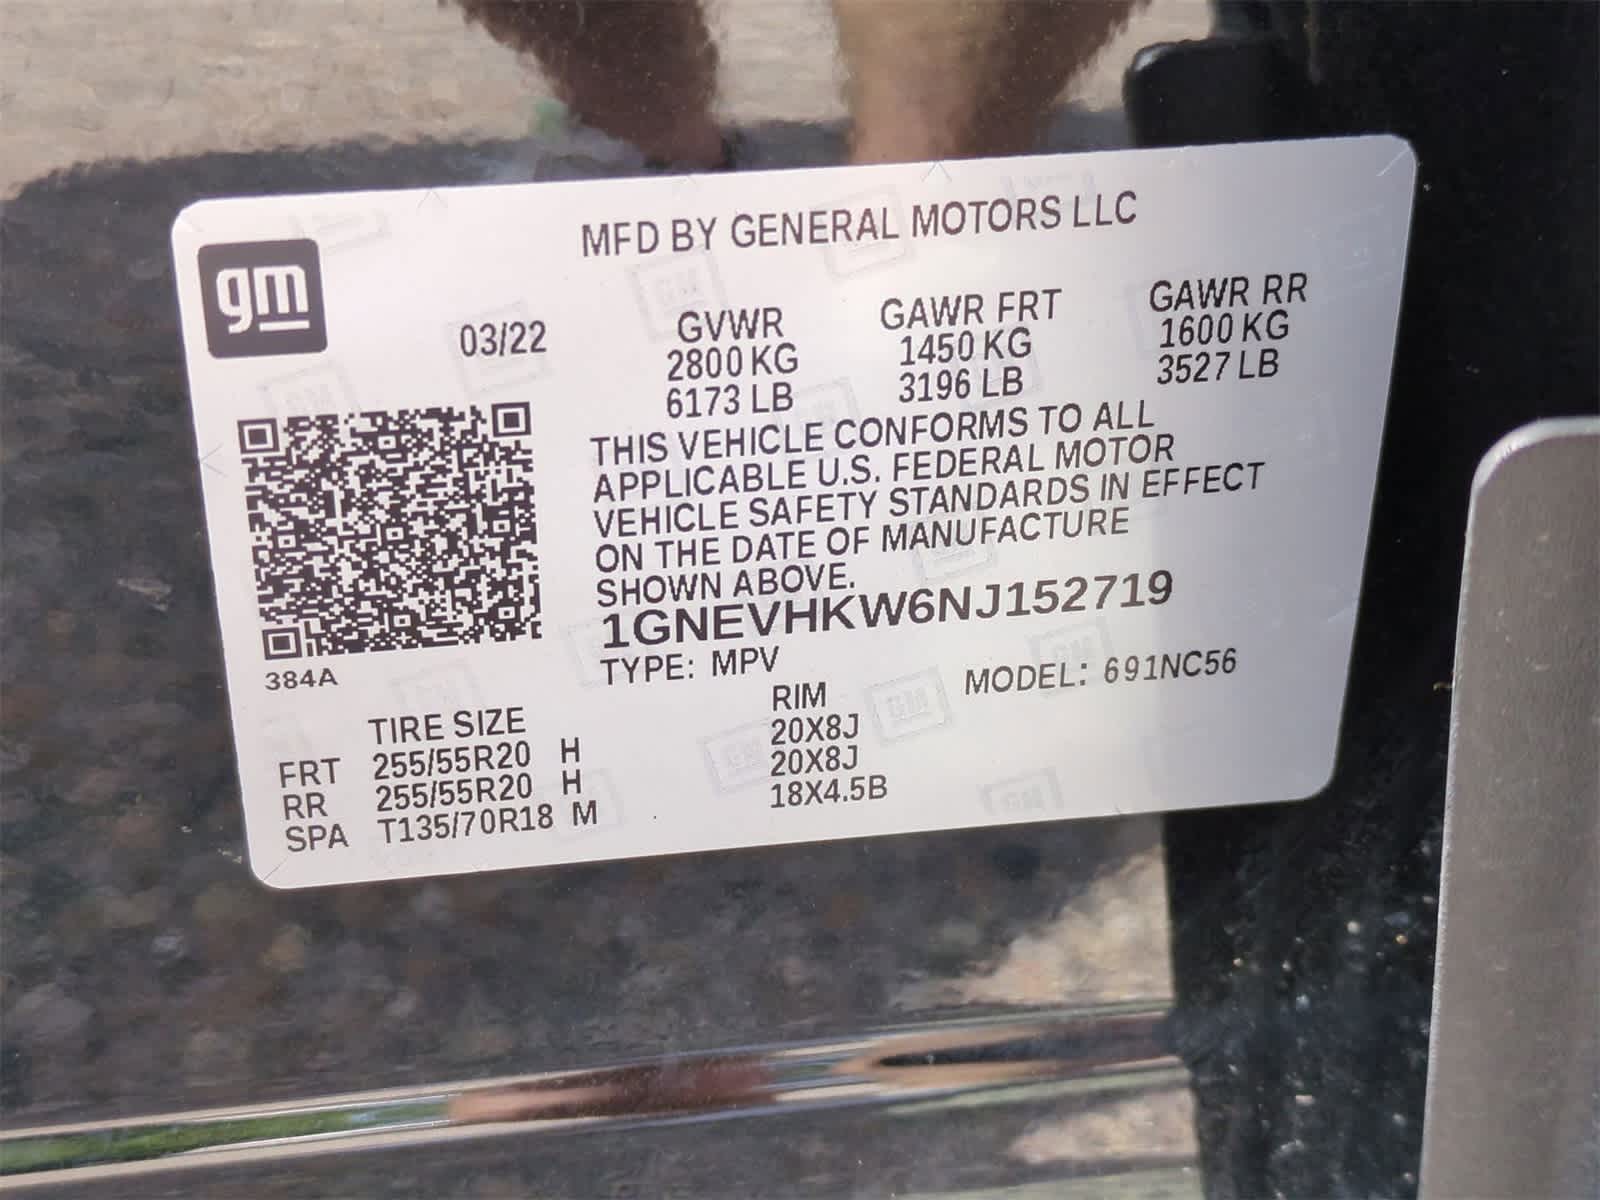 gm
MFD BY GENERAL MOTORS LLC
03/22
GVWR
2800 KG
6173 LB
GAWR FRT
1450 KG
3196 LB
GAWR RR
1600 KG
3527 LB
THIS VEHICLE CONFORMS TO ALL
APPLICABLE U.S. FEDERAL MOTOR
VEHICLE SAFETY STANDARDS IN EFFECT
ON THE DATE OF MANUFACTURE
SHOWN ABOVE.
1GNEVHKW6NJ152719
TYPE: MPV
MODEL: 691NC56
384A
TIRE SIZE RIM
FRT 255/55R20 H 20X8J
RR 255/55R20 H 20X8J
SPA T135/70R18 M 18X4.5B